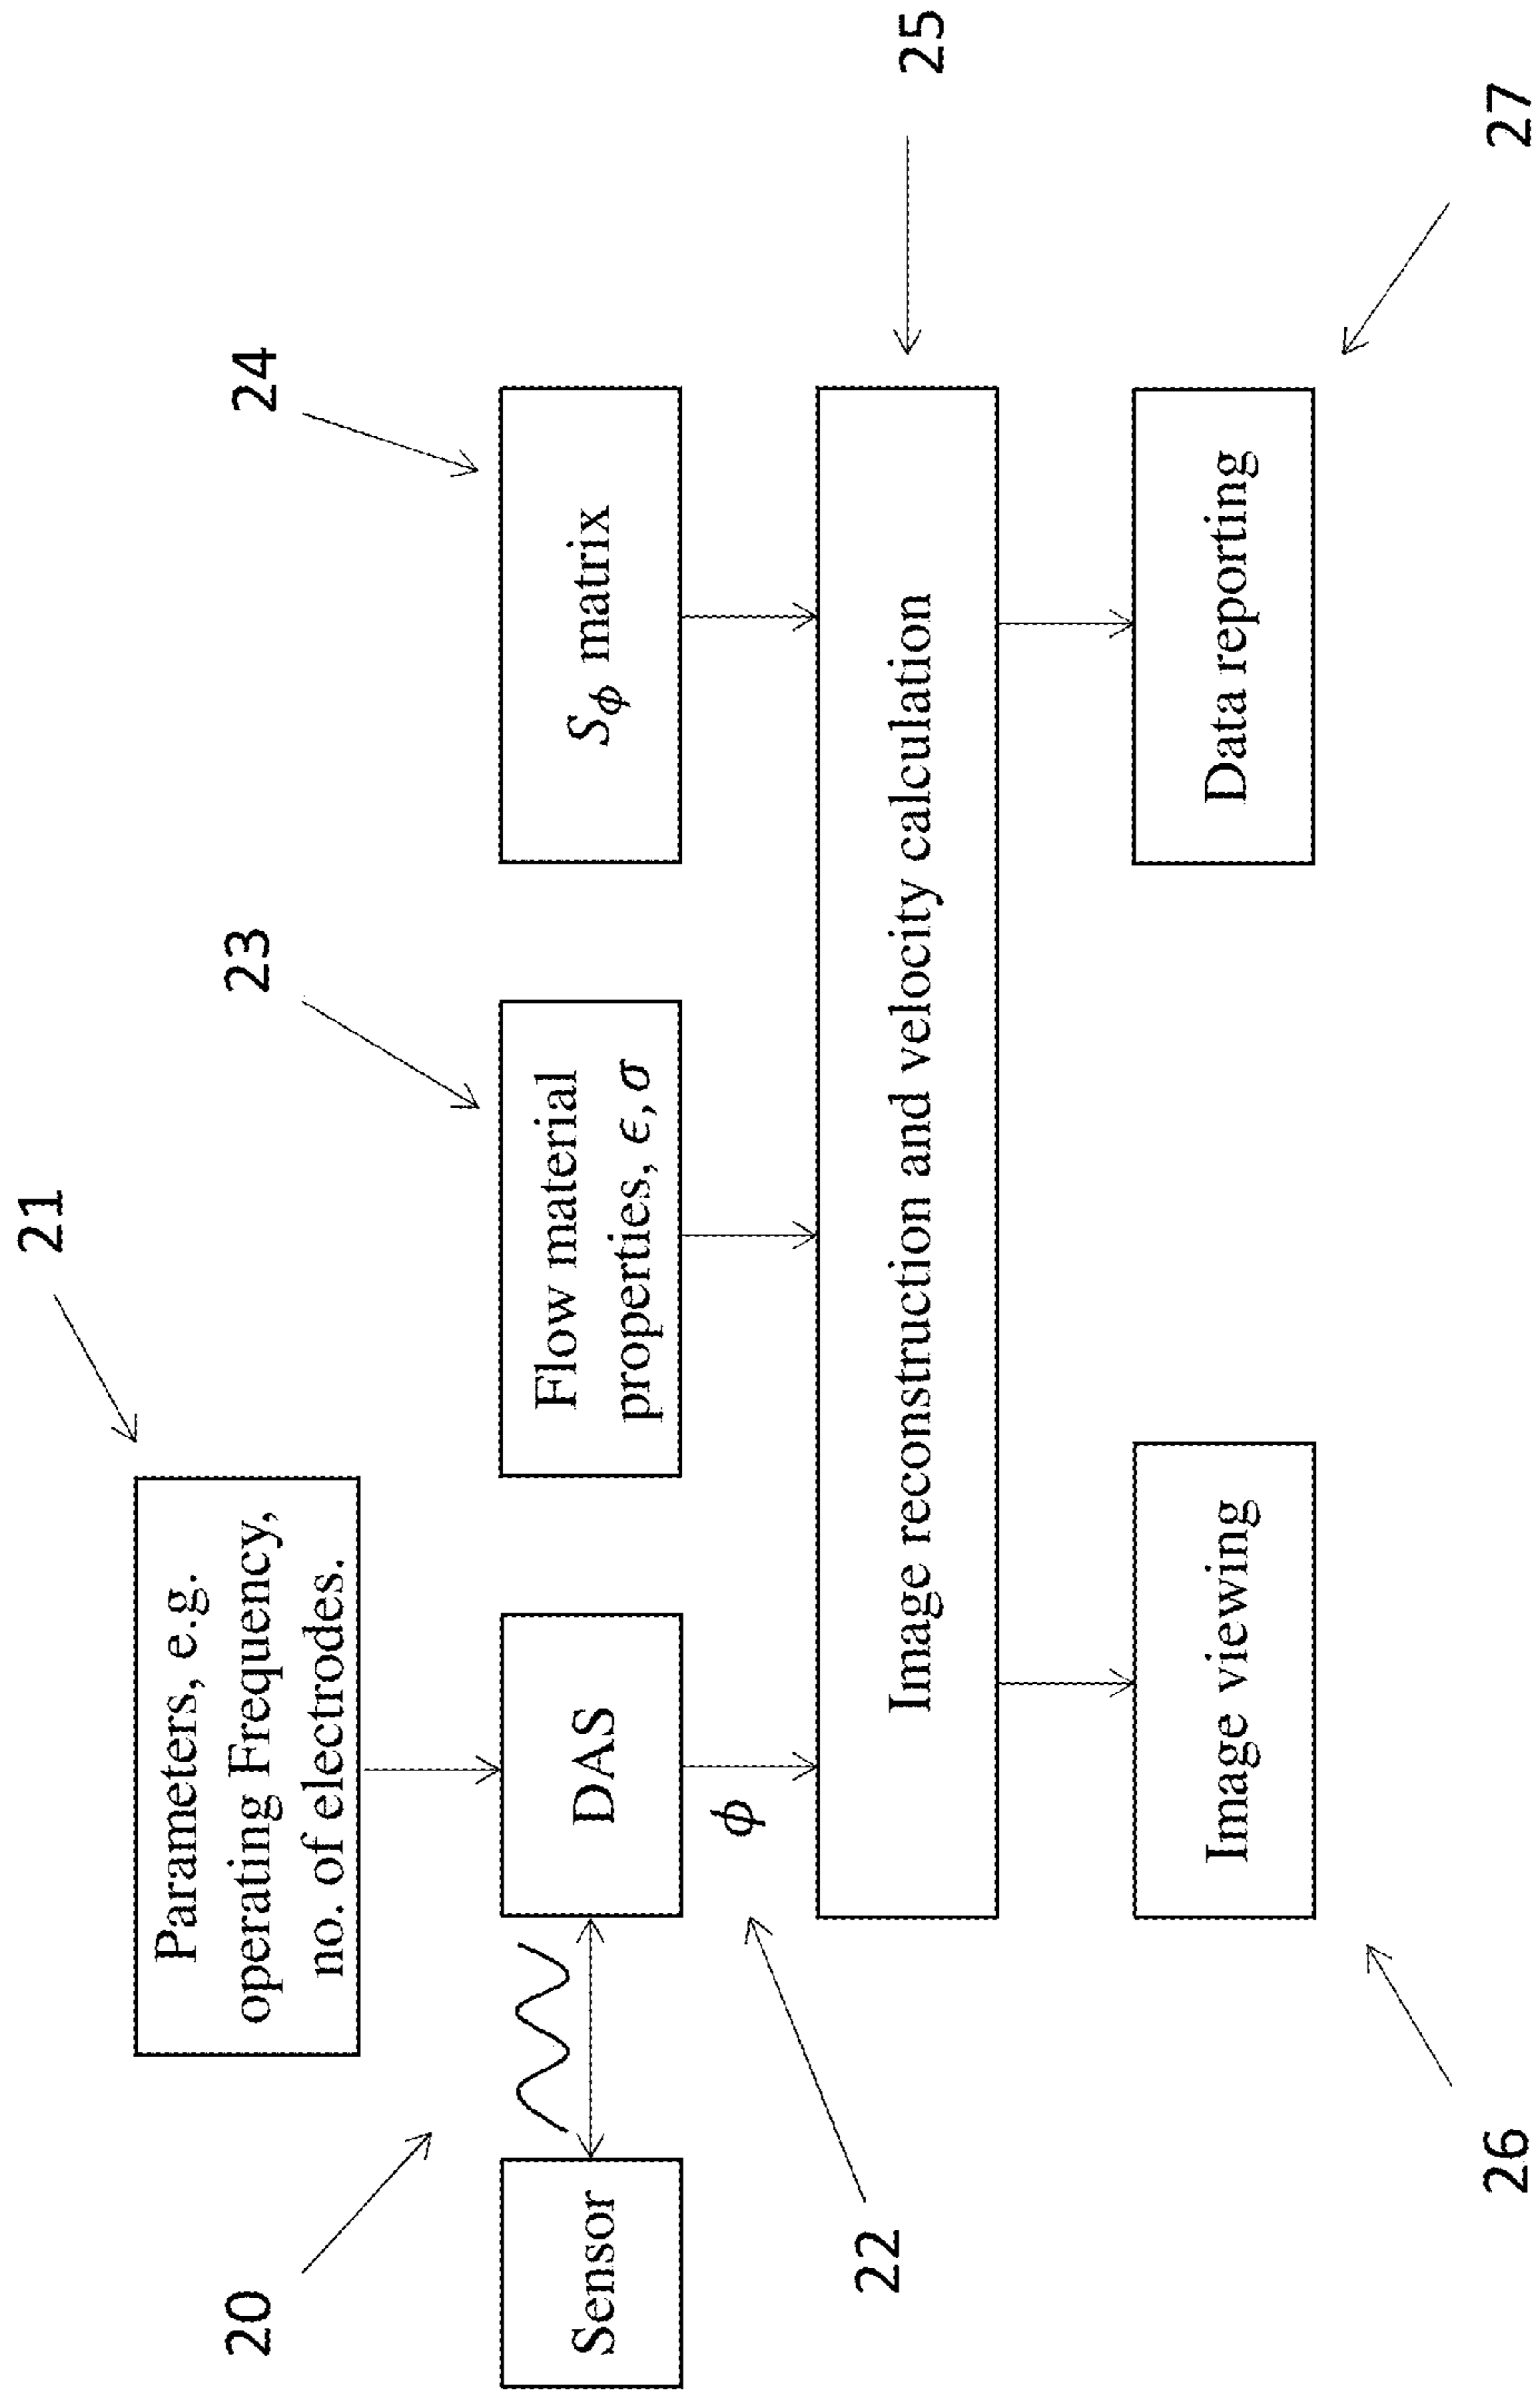 21
Parameters, e.g.
operating Frequency,
no. of electrodes.
20
23
24
Sensor
DAS
Flow material
properties, ϵ, σ
S_ϕ matrix
22
ϕ
Image reconstruction and velocity calculation
25
26
Image viewing
Data reporting
27